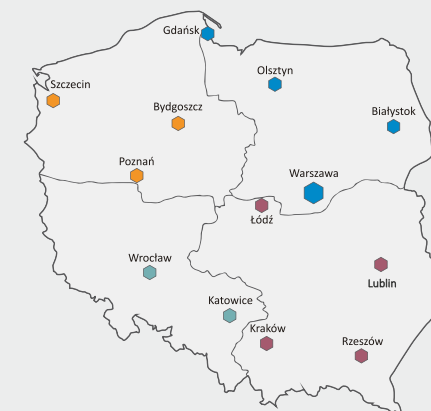 Gdańsk
Olsztyn
Szczecin
Bydgoszcz
Białystok
Poznań
Warszawa
Łódź
Wrocław
Lublin
Katowice
Kraków
Rzeszów